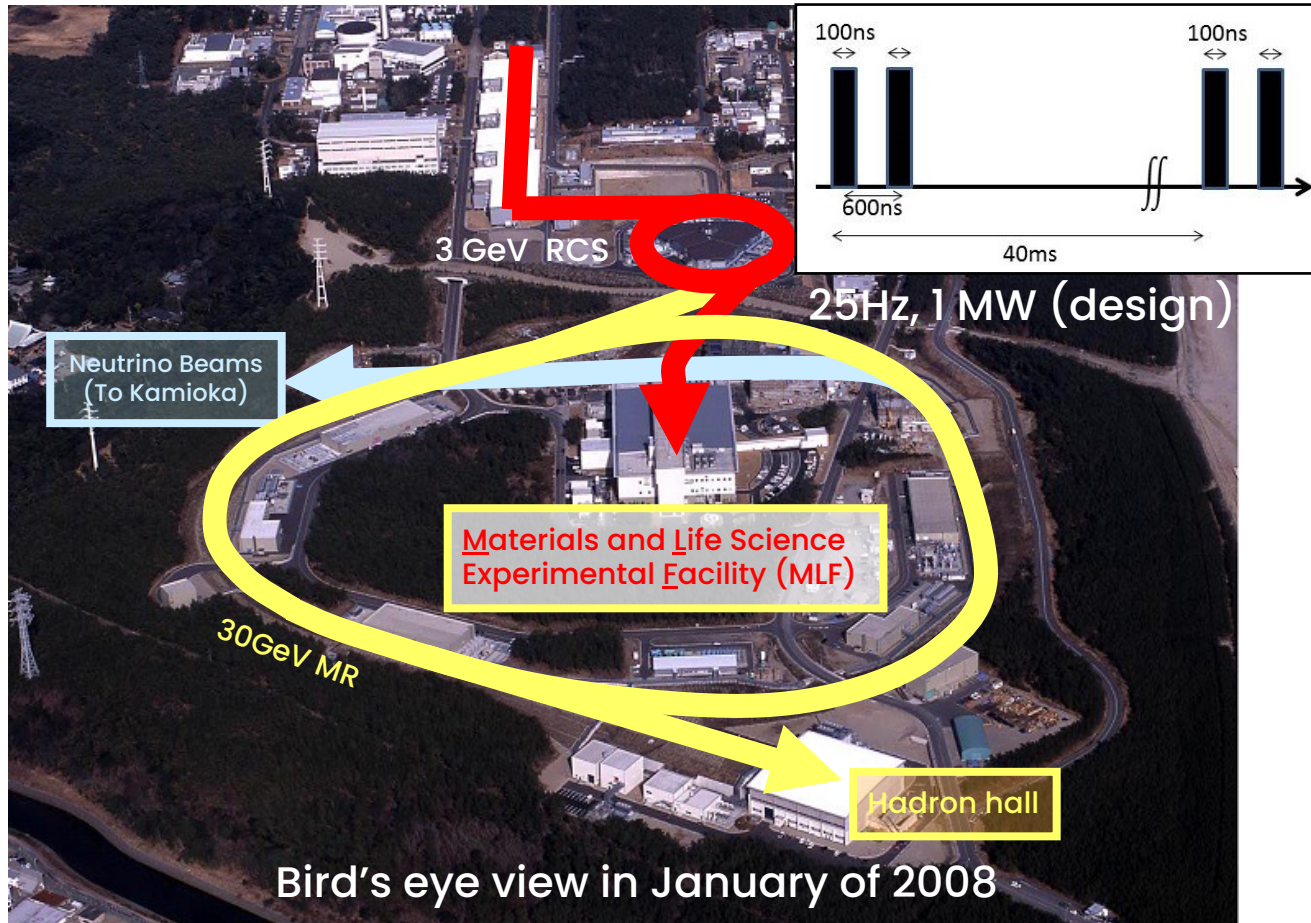 100ns
100ns
600ns
40ms
3 GeV RCS
25Hz, 1 MW (design)
Neutrino Beams
(To Kamioka)
Materials and Life Science
Experimental Facility (MLF)
30GeV MR
Hadron hall
Bird's eye view in January of 2008